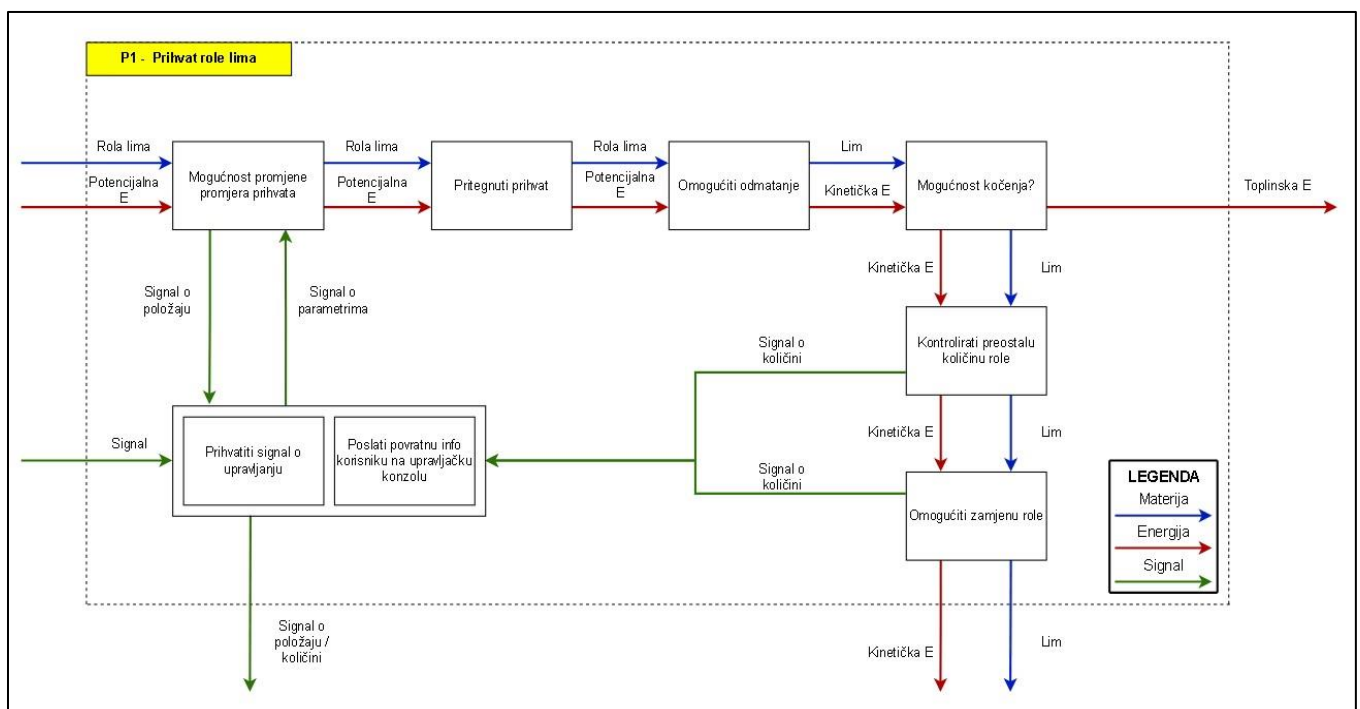 P1 - Prihvat role lima
Rola lima
Potencijalna
E
Mogućnost promjene
promjera prihvata
Rola lima
Potencijalna
E
Pritegnuti prihvat
Rola lima
Potencijalna
E
Omogućiti odmatanje
Lim
Kinetička E
Mogućnost kočenja?
Toplinska E
Signal o
položaju
Signal o
parametrima
Kinetička E
Lim
Signal o
količini
Kontrolirati preostalu
količinu role
Signal
Prihvatiti signal o
upravljanju
Poslati povratnu info
korisniku na upravljačku
konzolu
Kinetička E
Lim
Signal o
količini
Omogućiti zamjenu role
LEGENDA
Materija
Energija
Signal
Signal o
položaju /
količini
Kinetička E
Lim